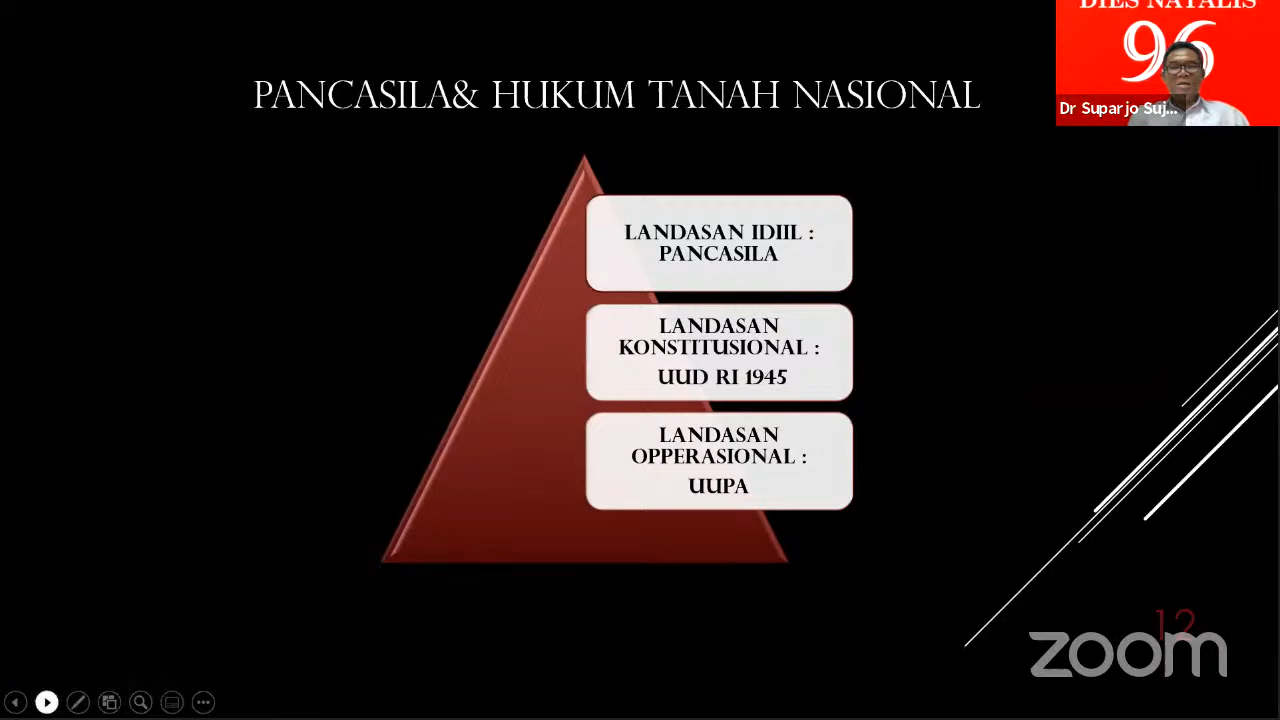 DIES NATALIS
96
Dr Suparjo Suj...
PANCASILA& HUKUM TANAH NASIONAL
LANDASAN IDIIL :
PANCASILA
LANDASAN
KONSTITUSIONAL :
UUD RI 1945
LANDASAN
OPPERASIONAL :
UUPA
12
zoom